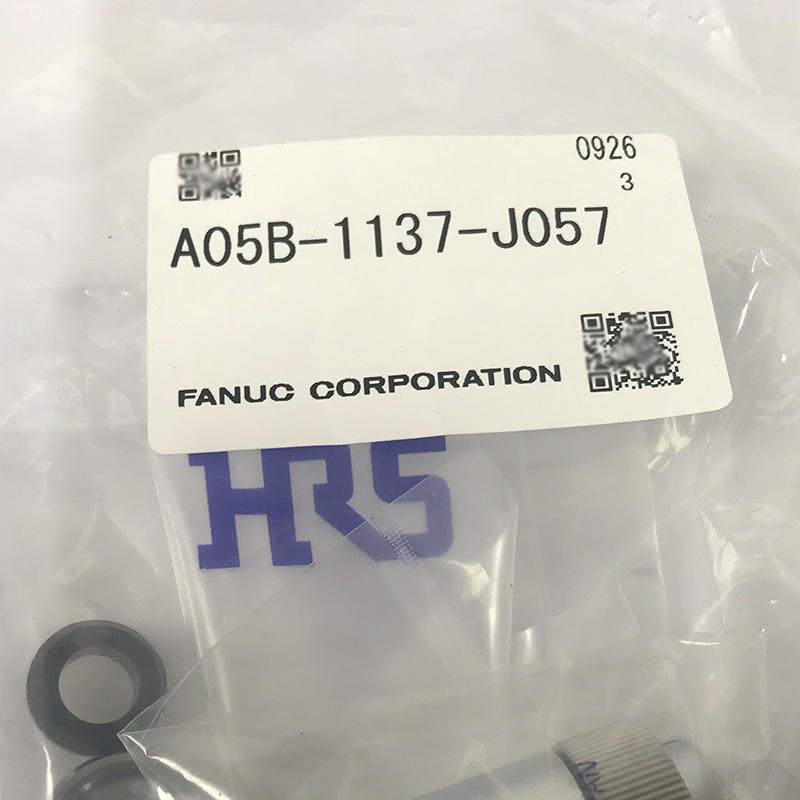 0926
3
A05B-1137-J057
FANUC CORPORATION
HRS